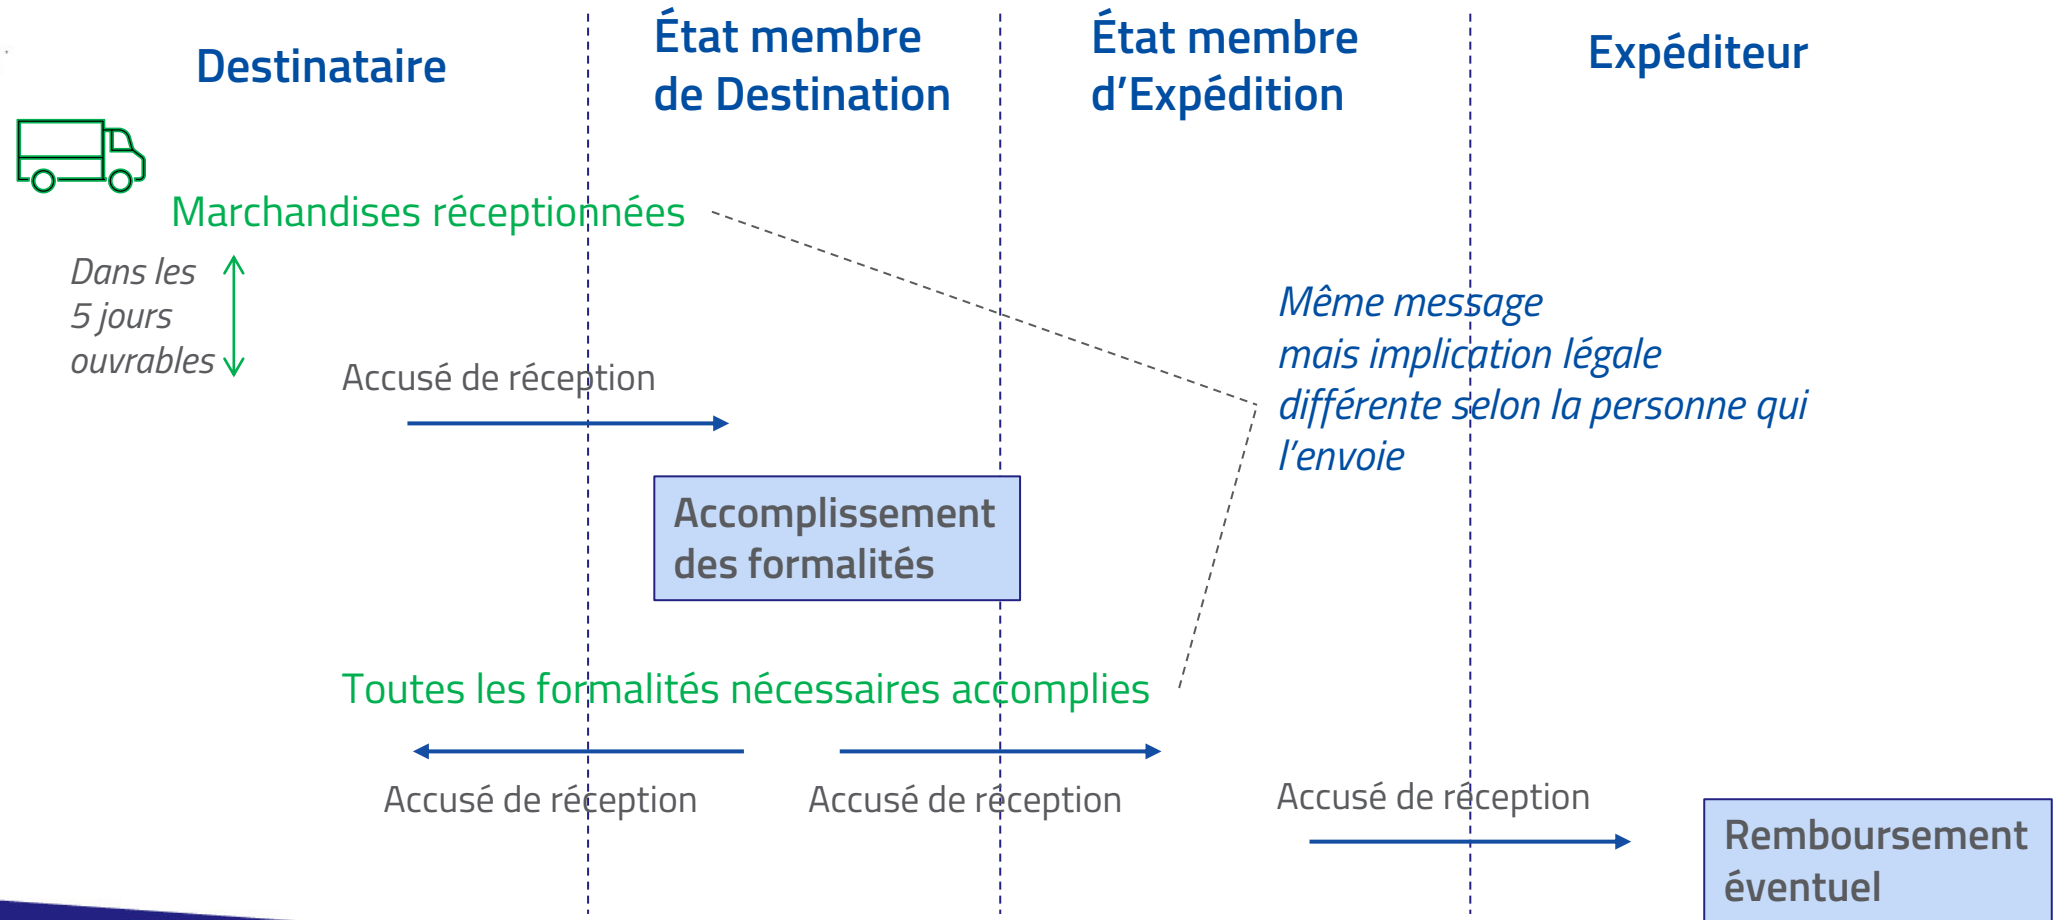 Destinataire
État membre
de Destination
État membre
d’Expédition
Expéditeur
Marchandises réceptionnées
Dans les
5 jours
ouvrables
Accusé de réception
Même message
mais implication légale
différente selon la personne qui
l’envoie
Accomplissement
des formalités
Toutes les formalités nécessaires accomplies
Accusé de réception
Accusé de réception
Accusé de réception
Remboursement
éventuel